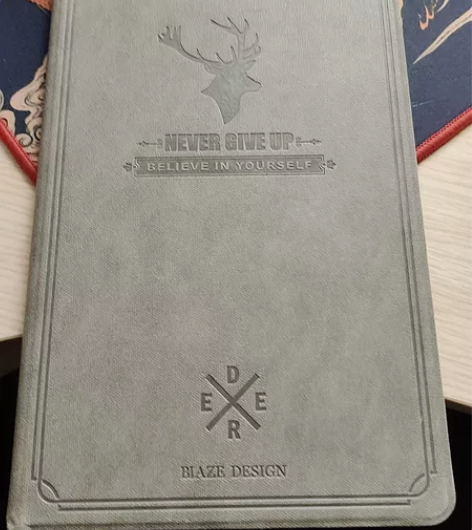 NEVER GIVE UP
BELIEVE IN YOURSELF
D
E E
R
BIAZE DESIGN